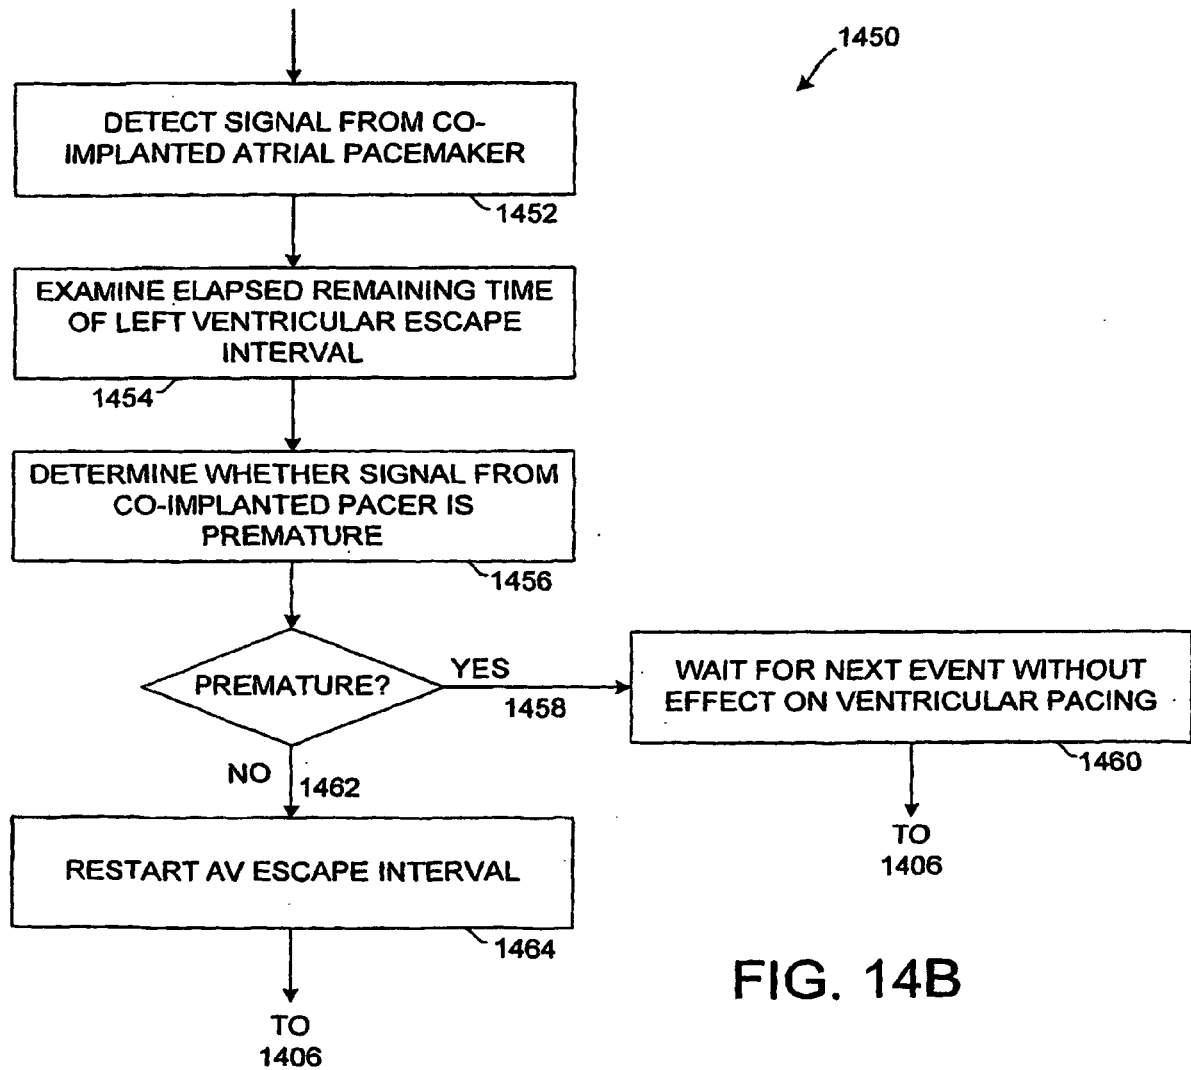 1450
DETECT SIGNAL FROM CO-
IMPLANTED ATRIAL PACEMAKER
1452
EXAMINE ELAPSED REMAINING TIME
OF LEFT VENTRICULAR ESCAPE
INTERVAL
1454
DETERMINE WHETHER SIGNAL FROM
CO-IMPLANTED PACER IS
PREMATURE
1456
PREMATURE?
YES
1458
WAIT FOR NEXT EVENT WITHOUT
EFFECT ON VENTRICULAR PACING
1460
TO
1406
NO
1462
RESTART AV ESCAPE INTERVAL
1464
TO
1406
FIG. 14B